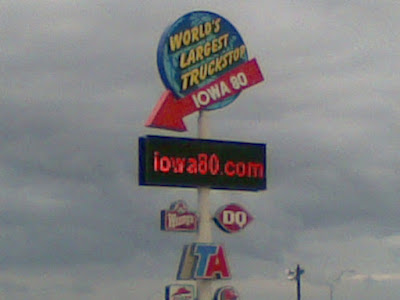 WORLD'S
LARGEST
TRUCKSTOP
IOWA 80
iowa80.com
Wendy's
DQ
TA